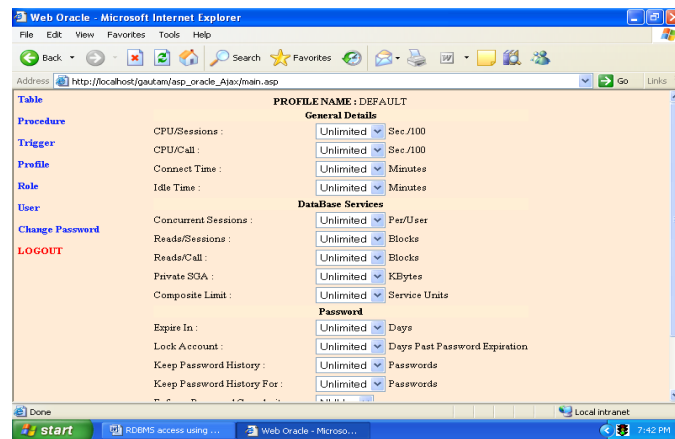 Web Oracle - Microsoft Internet Explorer
File Edit View Favorites Tools Help
Back Search Favorites
Address http://localhost/gautam/asp_oracle_Ajax/main.asp Go Links
Table
Procedure
Trigger
Profile
Role
User
Change Password
LOGOUT
PROFILE NAME : DEFAULT
General Details
CPU/Sessions : Unlimited Sec./100
CPU/Call : Unlimited Sec./100
Connect Time : Unlimited Minutes
Idle Time : Unlimited Minutes
DataBase Services
Concurrent Sessions : Unlimited Per/User
Reads/Sessions : Unlimited Blocks
Reads/Call : Unlimited Blocks
Private SGA : Unlimited KBytes
Composite Limit : Unlimited Service Units
Password
Expire In : Unlimited Days
Lock Account : Unlimited Days Past Password Expiration
Keep Password History : Unlimited Passwords
Keep Password History For : Unlimited Passwords
Done Local intranet
start RDBMS access using ... Web Oracle - Microso... 7:42 PM